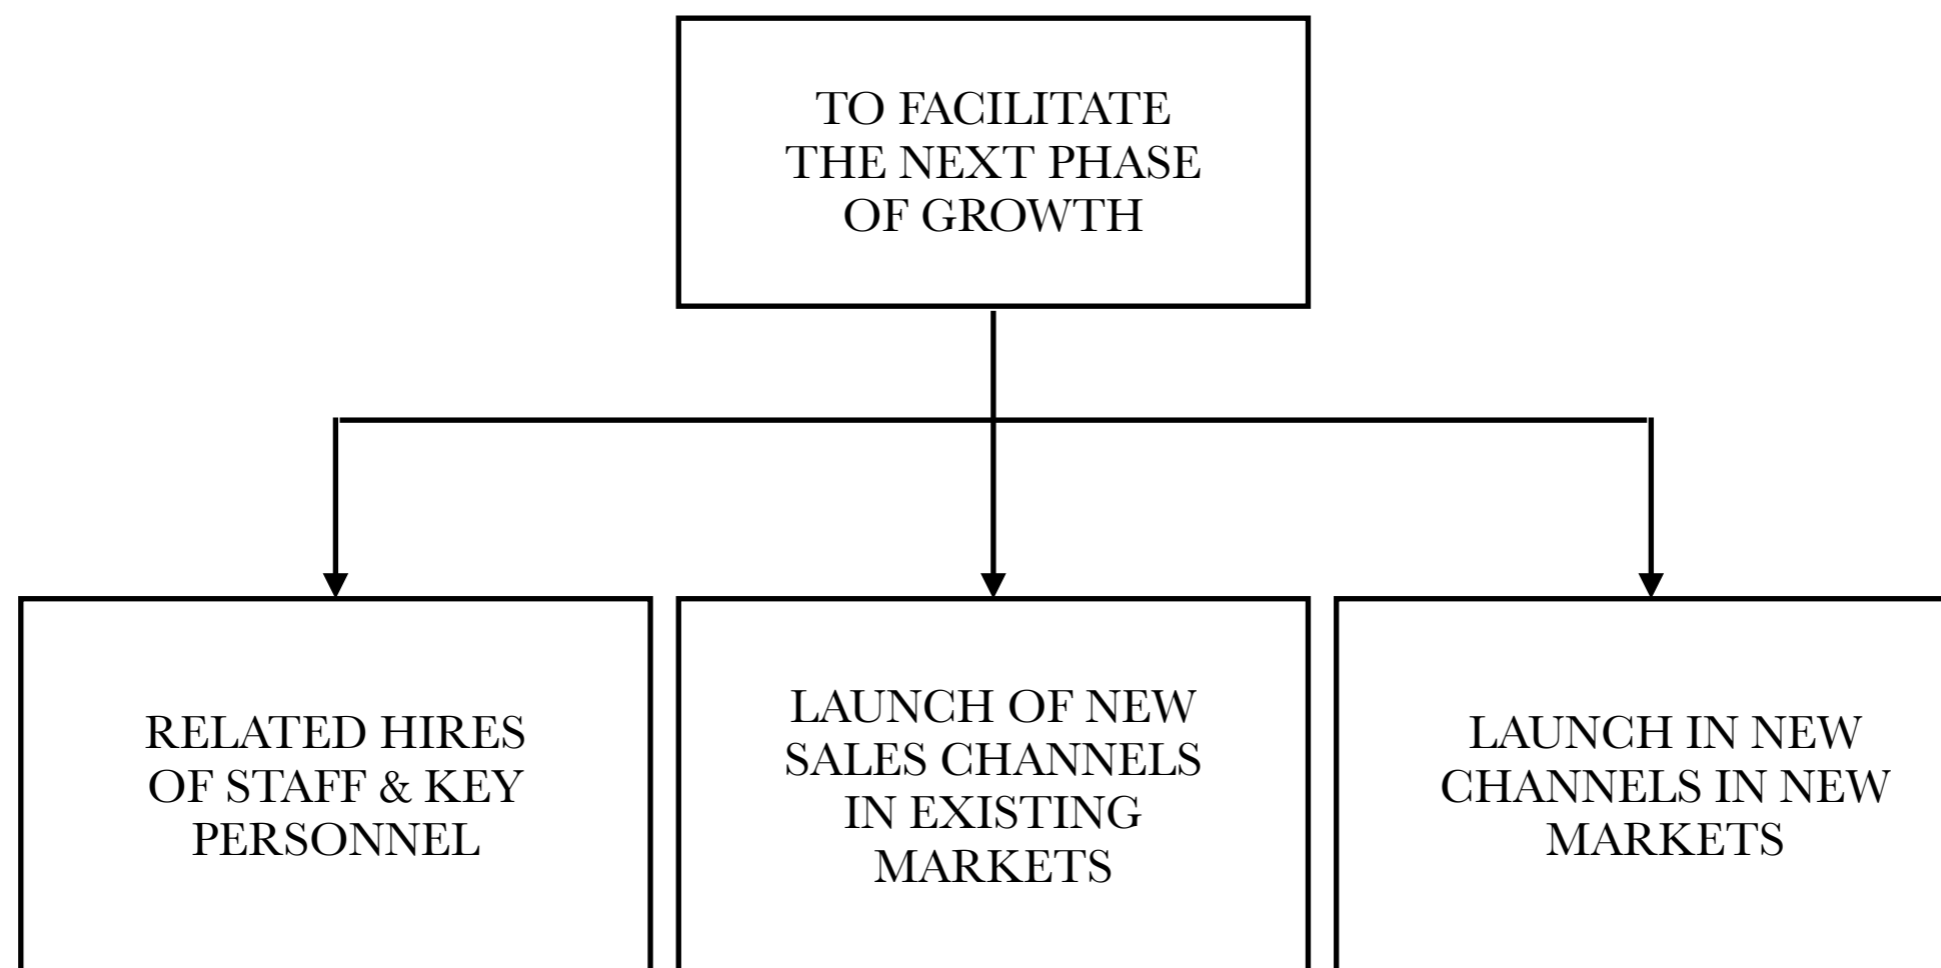 TO FACILITATE
THE NEXT PHASE
OF GROWTH
RELATED HIRES
OF STAFF & KEY
PERSONNEL
LAUNCH OF NEW
SALES CHANNELS
IN EXISTING
MARKETS
LAUNCH IN NEW
CHANNELS IN NEW
MARKETS